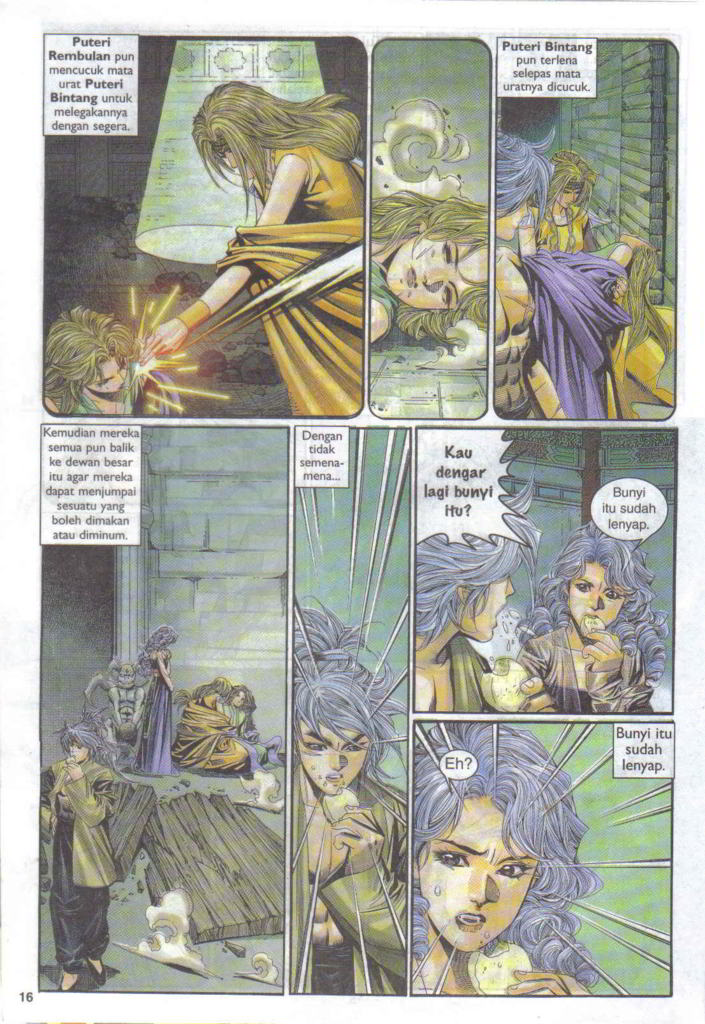 Puteri
Rembulan pun
mencucuk mata
urat Puteri
Bintang untuk
melegakannya
dengan segera.
Puteri Bintang
pun terlena
selepas mata
uratnya dicucuk.
Kemudian mereka
semua pun balik
ke dewan besar
itu agar mereka
dapat menjumpai
sesuatu yang
boleh dimakan
atau diminum.
Dengan
tidak
semena-
mena...
Kau
dengar
lagi bunyi
itu?
Bunyi
itu sudah
lenyap.
Eh?
Bunyi itu
sudah
lenyap.
16